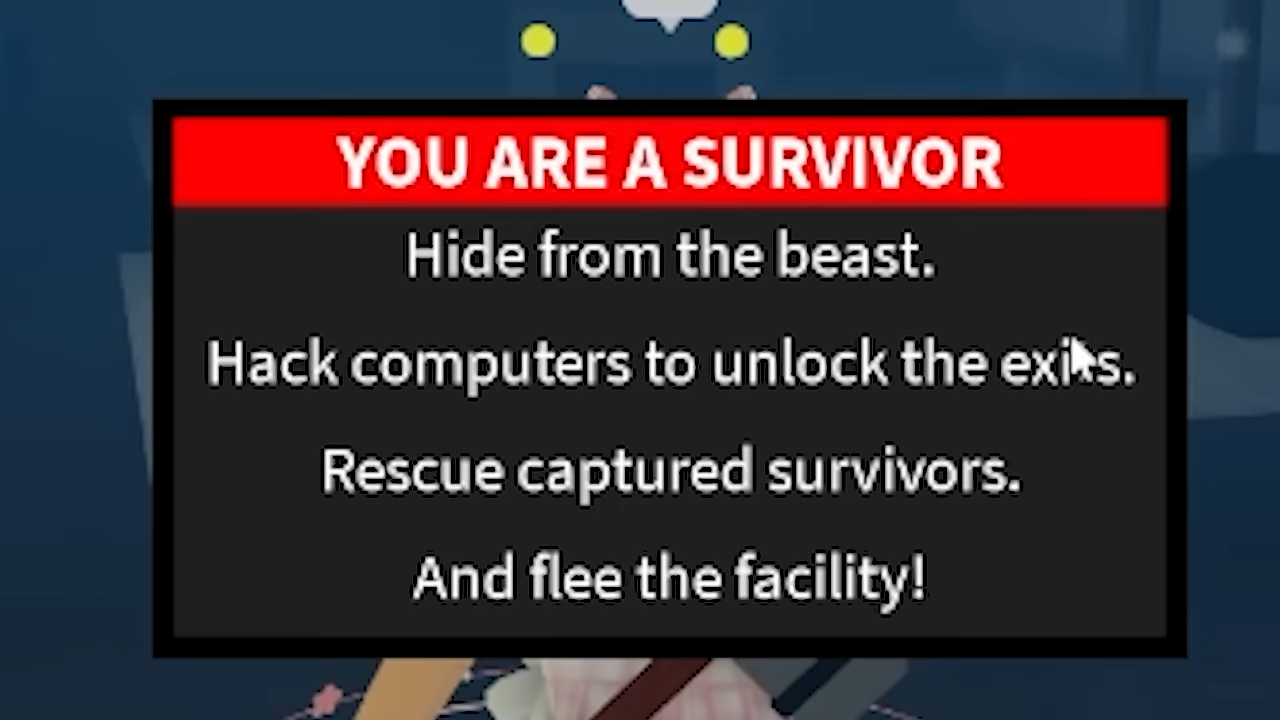 YOU ARE A SURVIVOR
Hide from the beast.
Hack computers to unlock the exits.
Rescue captured survivors.
And flee the facility!